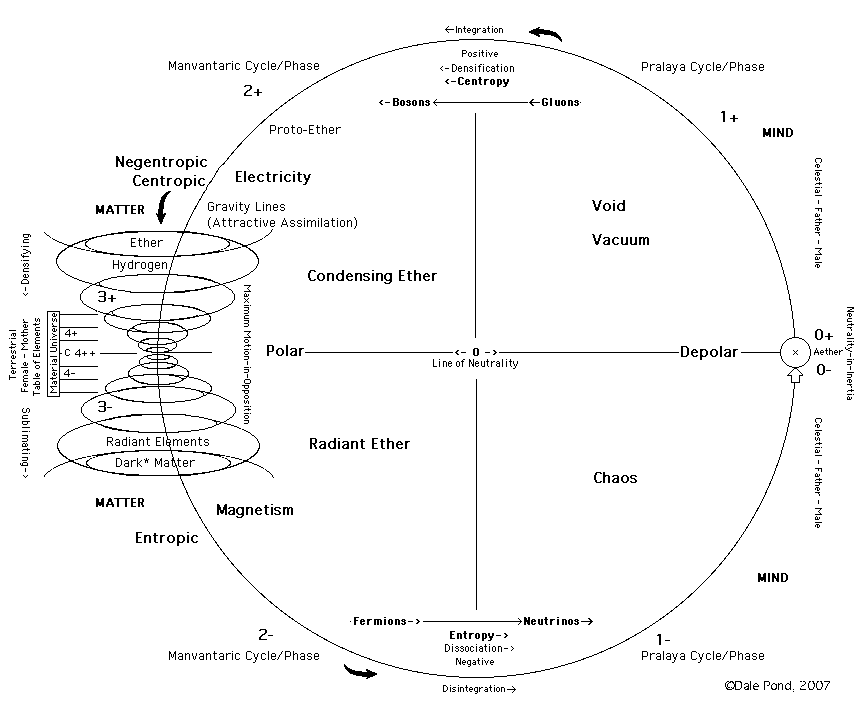 <-Integration
Positive
<-Densification
<-Centropy
<-Bosons
<-Gluons
Manvantaric Cycle/Phase
2+
Pralaya Cycle/Phase
1+
MIND
Proto-Ether
Negentropic
Centropic
Electricity
MATTER
Gravity Lines
(Attractive Assimilation)
Void
Vacuum
Celestial - Father - Male
Ether
Hydrogen
Condensing Ether
<-Densifying
3+
4+
C 4++
4-
3-
Terrestrial
Female - Mother
Table of Elements
Material Universe
Maximum Motion-in-Opposition
Polar
<- 0 ->
Line of Neutrality
Depolar
×
0+
Aether
0-
Neutrality-in-Inertia
Sublimating->
Radiant Elements
Dark* Matter
Radiant Ether
Chaos
Celestial - Father - Male
MATTER
Magnetism
Entropic
MIND
Fermions->
Neutrinos->
Entropy->
Dissociation->
Negative
2-
Manvantaric Cycle/Phase
1-
Pralaya Cycle/Phase
Disintegration->
©Dale Pond, 2007